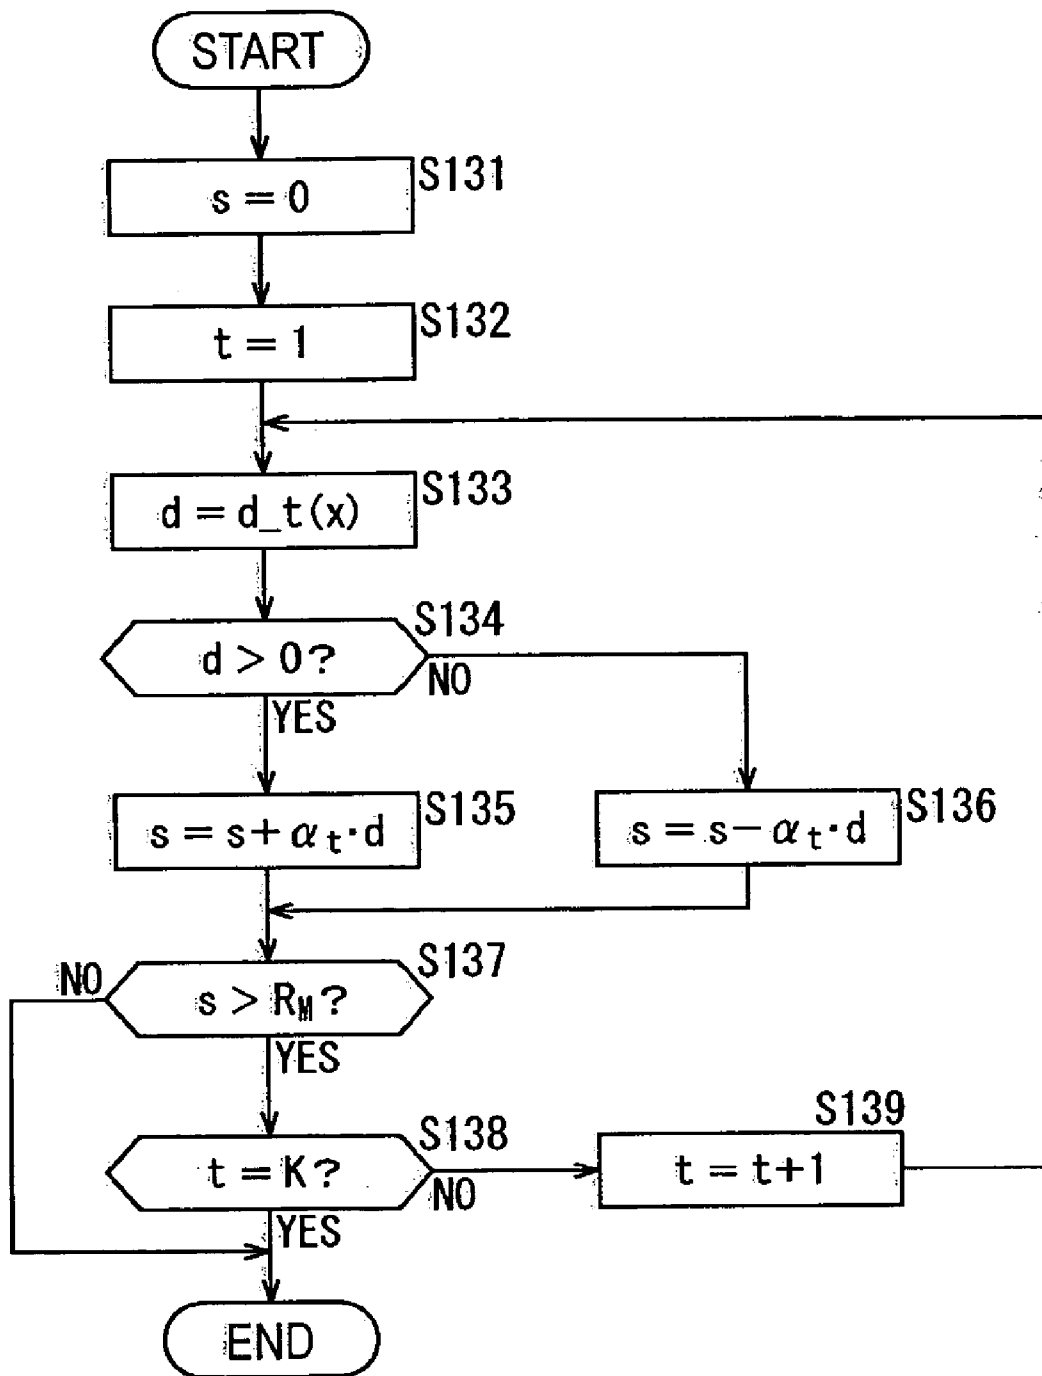 START
S131
s = 0
S132
t = 1
S133
d = d_t(x)
S134
d > 0?
NO
YES
S135
s = s + α_t · d
S136
s = s - α_t · d
S137
NO
s > R_M?
YES
S138
t = K?
NO
S139
t = t+1
YES
END